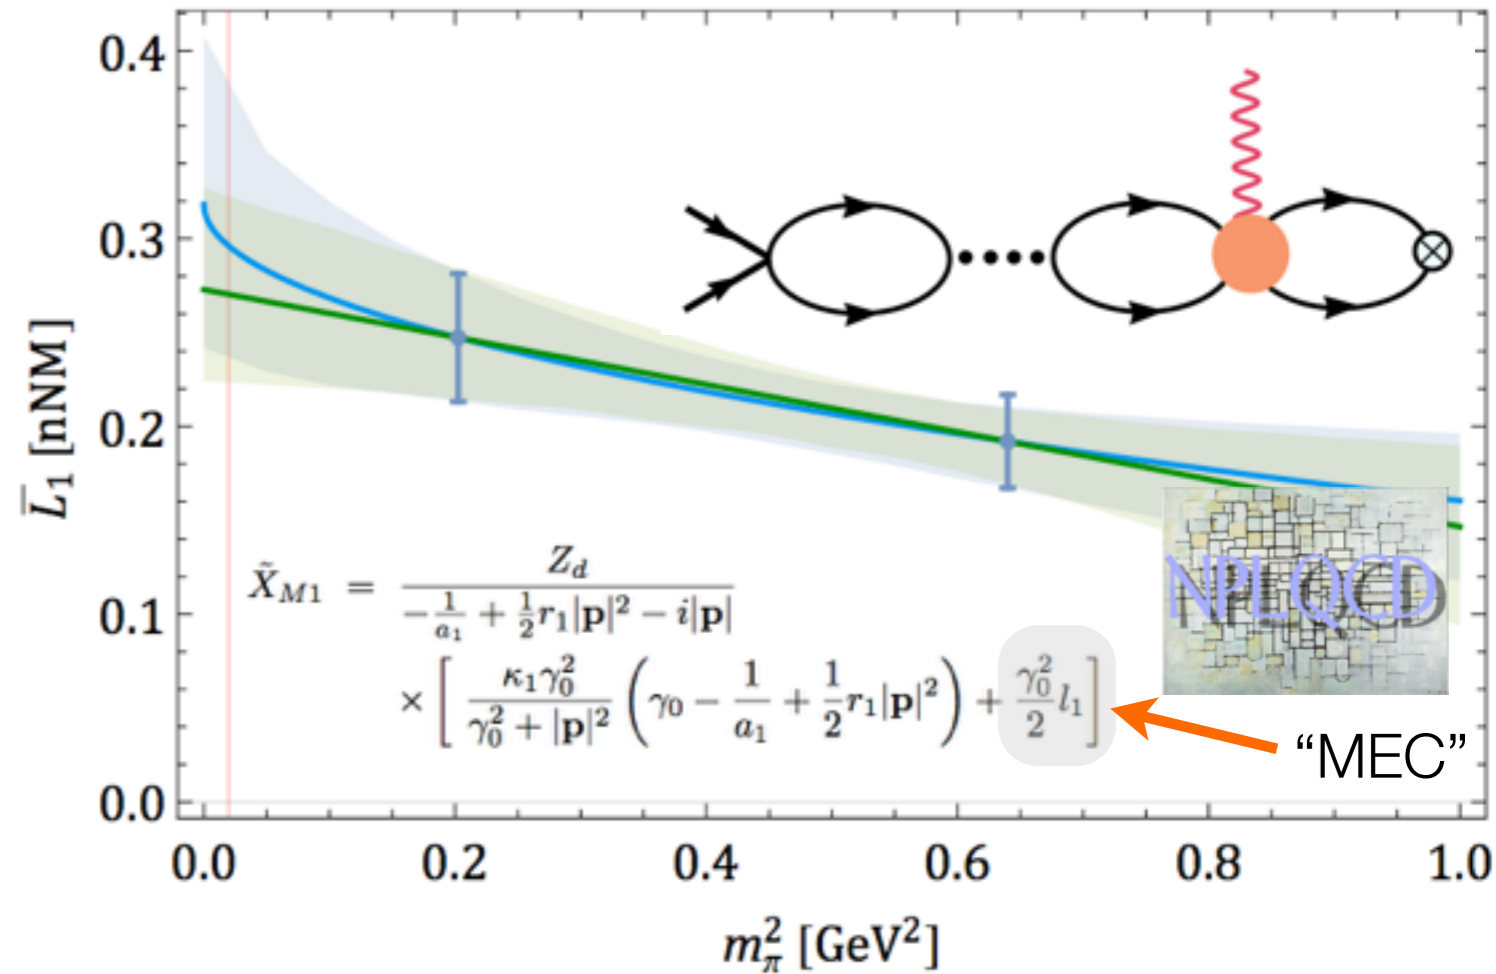 0.4
0.3
0.2
0.1
0.0
L̄₁ [nNM]
X̃_{M1} = Z_d / (−1/a₁ + ½r₁|p|² − i|p|)
× [ κ₁γ₀² / (γ₀² + |p|²) (γ₀ − 1/a₁ + ½r₁|p|²) + γ₀²/2 l₁ ]
NPLQCD
“MEC”
0.0 0.2 0.4 0.6 0.8 1.0
m_π² [GeV²]